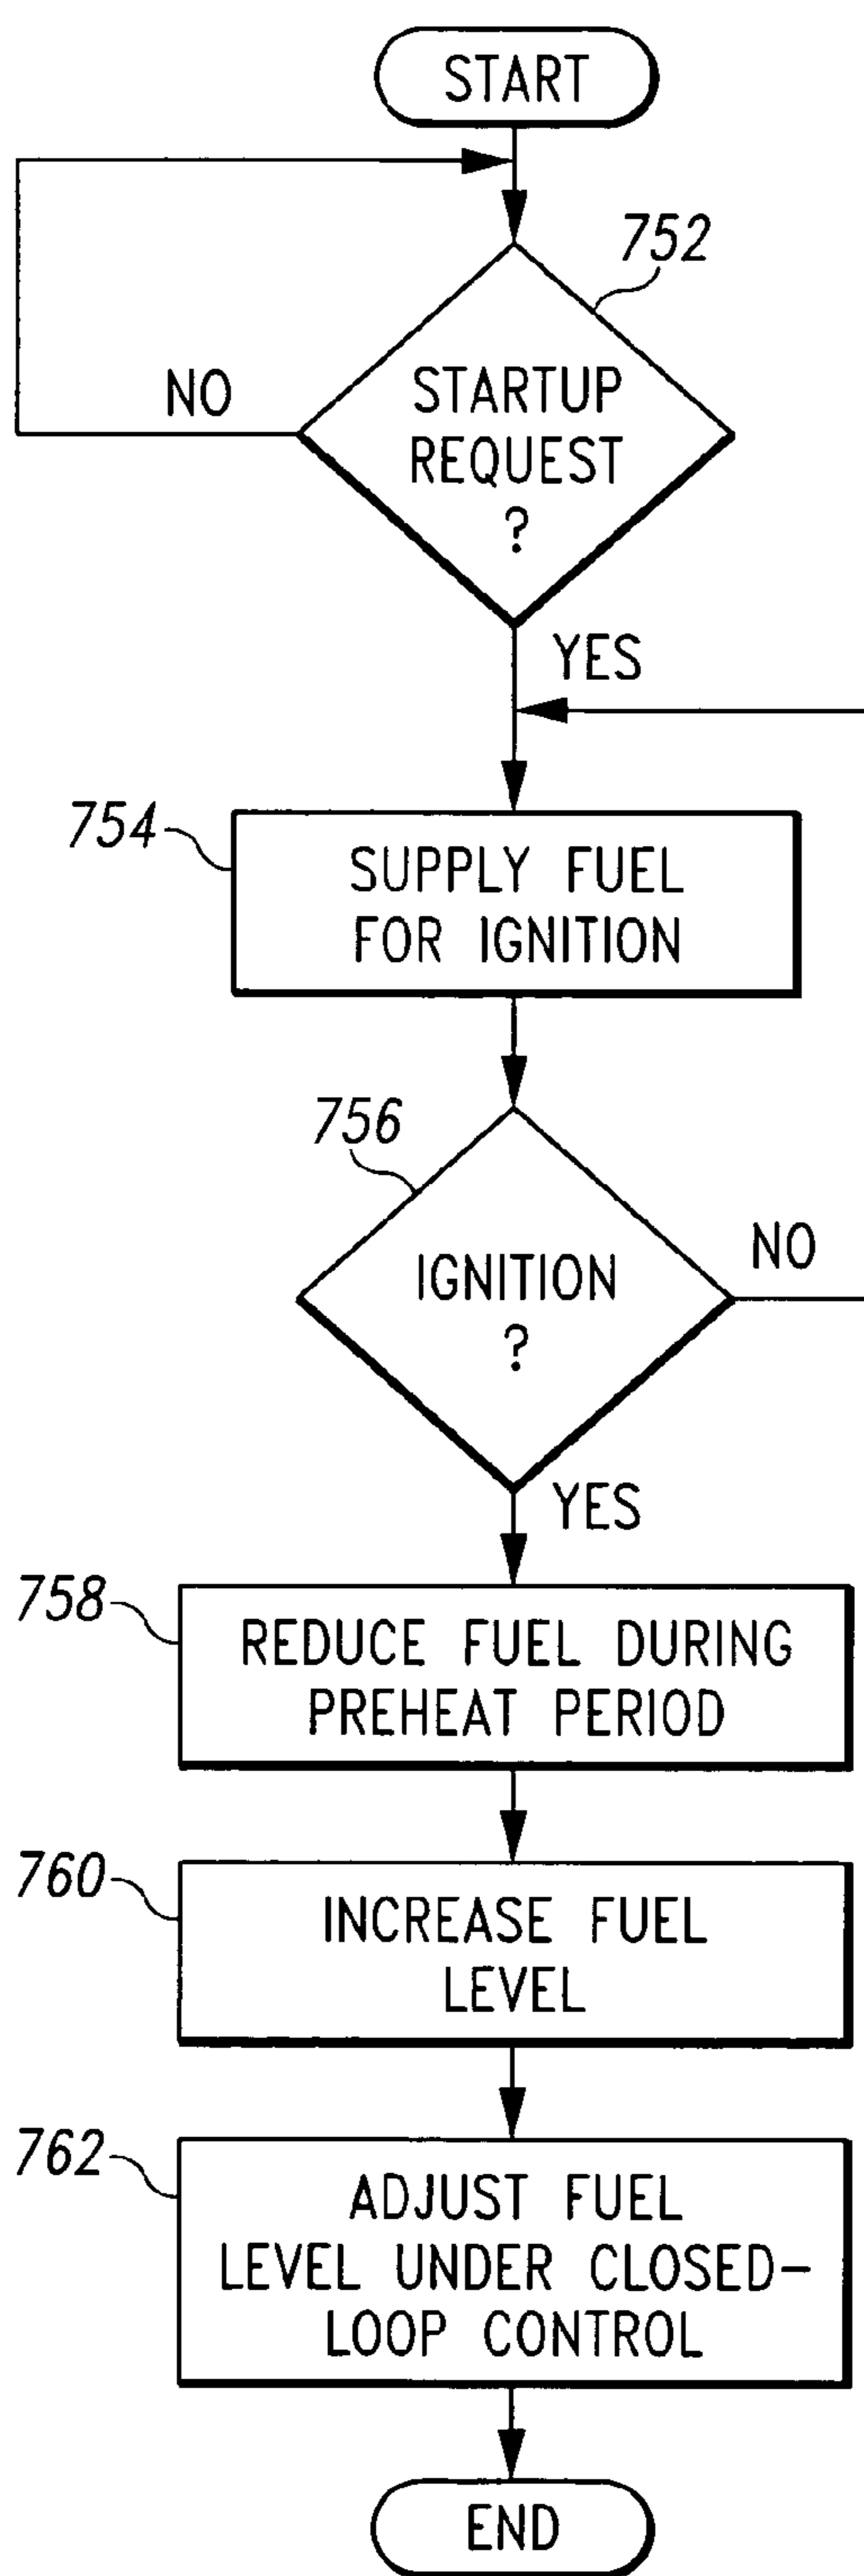 START
752
STARTUP
REQUEST
?
NO
YES
754
SUPPLY FUEL
FOR IGNITION
756
IGNITION
?
NO
YES
758
REDUCE FUEL DURING
PREHEAT PERIOD
760
INCREASE FUEL
LEVEL
762
ADJUST FUEL
LEVEL UNDER CLOSED-
LOOP CONTROL
END